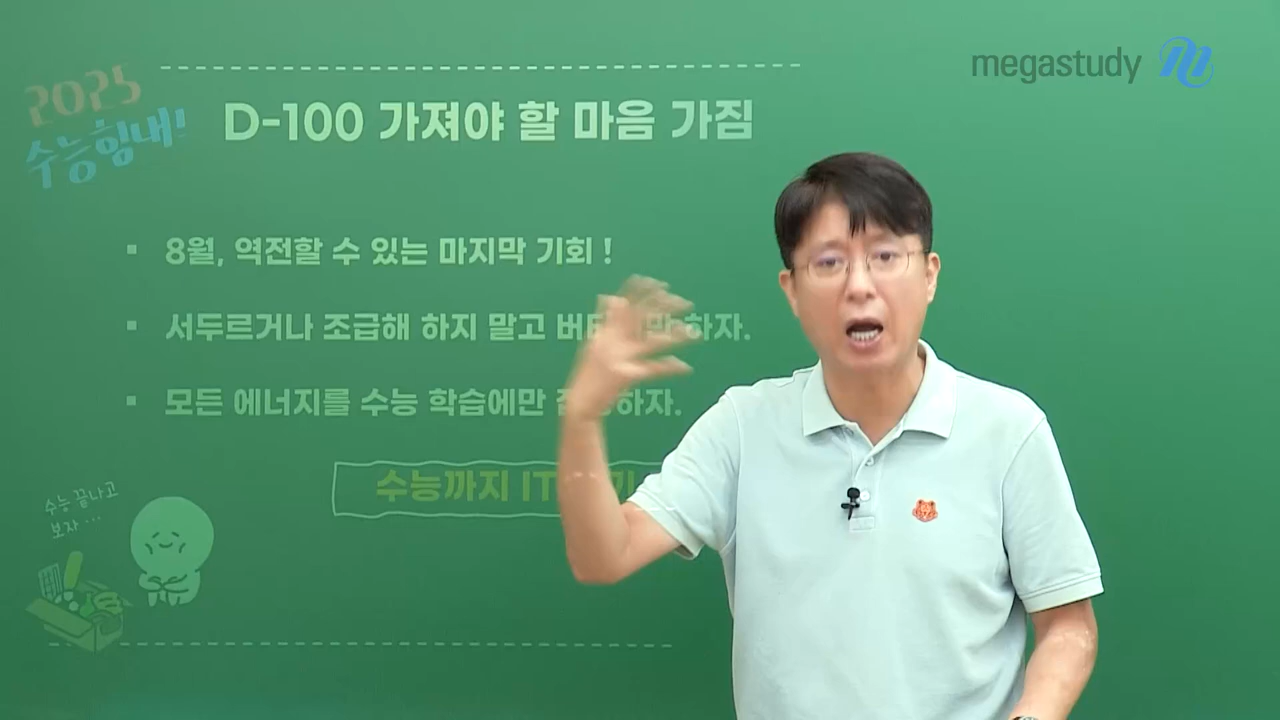 megastudy
2025
수능힘내!
D-100 가져야 할 마음 가짐
8월, 역전할 수 있는 마지막 기회 !
서두르거나 조급해 하지 말고 하자.
모든 에너지를 수능 학습에만 하자.
수능까지
수능 끝나고
보자 ...